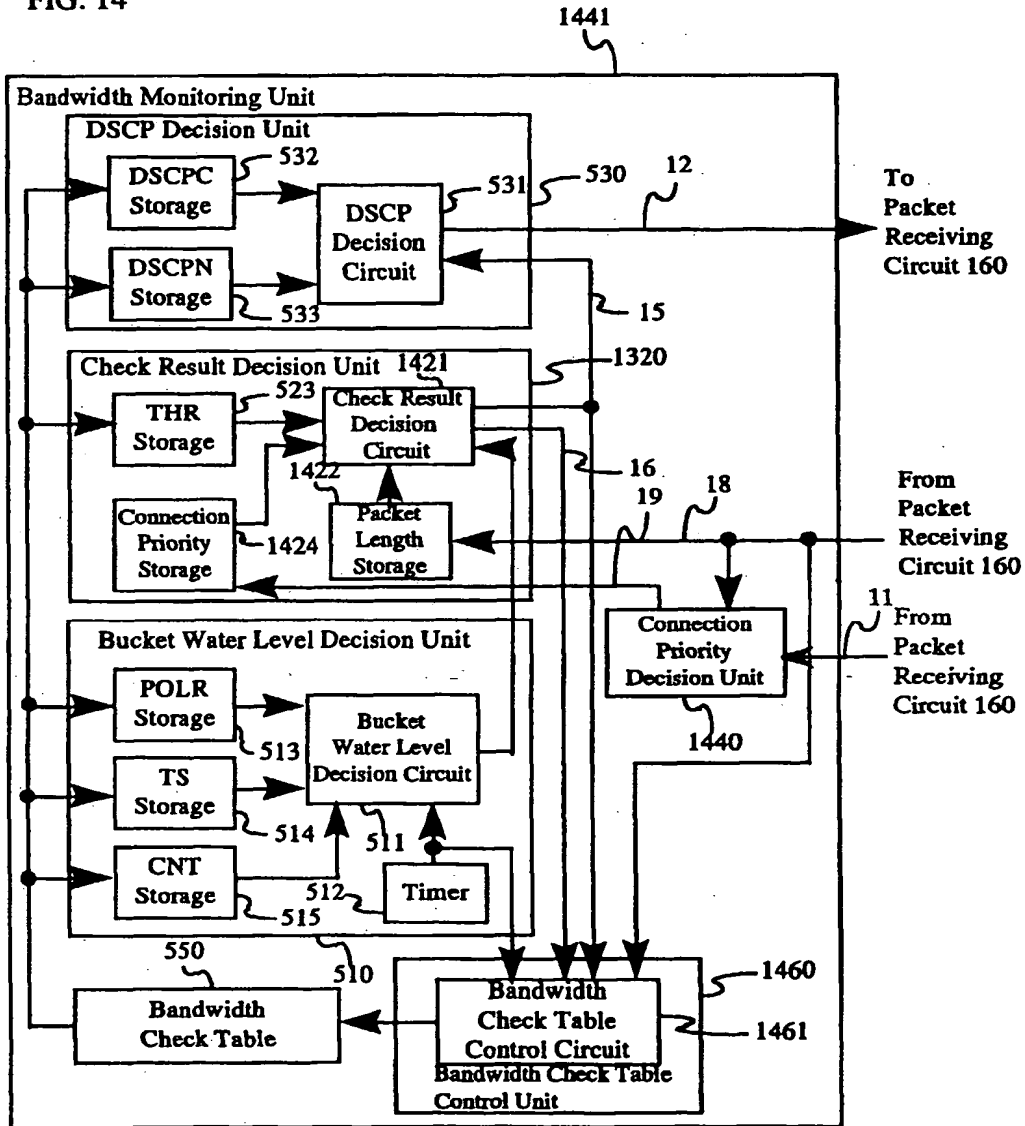 FIG. 14
1441
Bandwidth Monitoring Unit
DSCP Decision Unit
532
DSCPC
Storage
531
530
12
DSCP
Decision
Circuit
To
Packet
Receiving
Circuit 160
DSCPN
Storage
533
15
Check Result Decision Unit
1421
1320
523
THR
Storage
Check Result
Decision
Circuit
1422
16
19
18
From
Packet
Receiving
Circuit 160
Connection
Priority
Storage
1424
Packet
Length
Storage
11
From
Packet
Receiving
Circuit 160
Connection
Priority
Decision Unit
1440
Bucket Water Level Decision Unit
POLR
Storage
513
Bucket
Water Level
Decision Circuit
TS
Storage
514
511
CNT
Storage
515
512
Timer
550
510
Bandwidth
Check Table
Bandwidth
Check Table
Control Circuit
1460
1461
Bandwidth Check Table
Control Unit